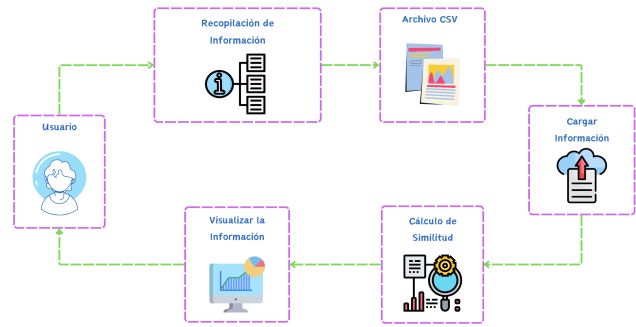 Recopilación de
Información
Archivo CSV
Cargar
Información
Cálculo de
Similitud
Visualizar la
Información
Usuario